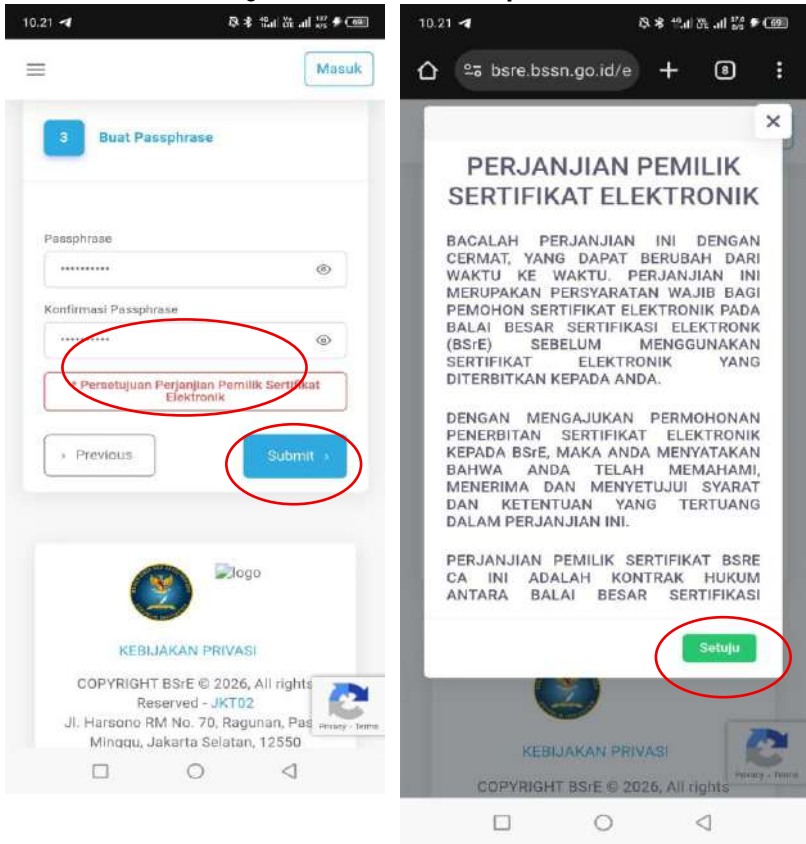 10.21
69
Masuk
3 Buat Passphrase
Passphrase
Konfirmasi Passphrase
* Persetujuan Perjanjian Pemilik Sertifikat
Elektronik
Previous
Submit
logo
KEBIJAKAN PRIVASI
COPYRIGHT BSrE © 2026, All rights
Reserved - JKT02
Jl. Harsono RM No. 70, Ragunan, Pas
Minggu, Jakarta Selatan, 12550
Privacy - Terms
10.21
69
bsre.bssn.go.id/e
8
PERJANJIAN PEMILIK
SERTIFIKAT ELEKTRONIK
BACALAH PERJANJIAN INI DENGAN
CERMAT, YANG DAPAT BERUBAH DARI
WAKTU KE WAKTU. PERJANJIAN INI
MERUPAKAN PERSYARATAN WAJIB BAGI
PEMOHON SERTIFIKAT ELEKTRONIK PADA
BALAI BESAR SERTIFIKASI ELEKTRONK
(BSrE) SEBELUM MENGGUNAKAN
SERTIFIKAT ELEKTRONIK YANG
DITERBITKAN KEPADA ANDA.
DENGAN MENGAJUKAN PERMOHONAN
PENERBITAN SERTIFIKAT ELEKTRONIK
KEPADA BSrE, MAKA ANDA MENYATAKAN
BAHWA ANDA TELAH MEMAHAMI,
MENERIMA DAN MENYETUJUI SYARAT
DAN KETENTUAN YANG TERTUANG
DALAM PERJANJIAN INI.
PERJANJIAN PEMILIK SERTIFIKAT BSRE
CA INI ADALAH KONTRAK HUKUM
ANTARA BALAI BESAR SERTIFIKASI
Setuju
KEBIJAKAN PRIVASI
COPYRIGHT BSrE © 2026, All rights
Privacy - Terms